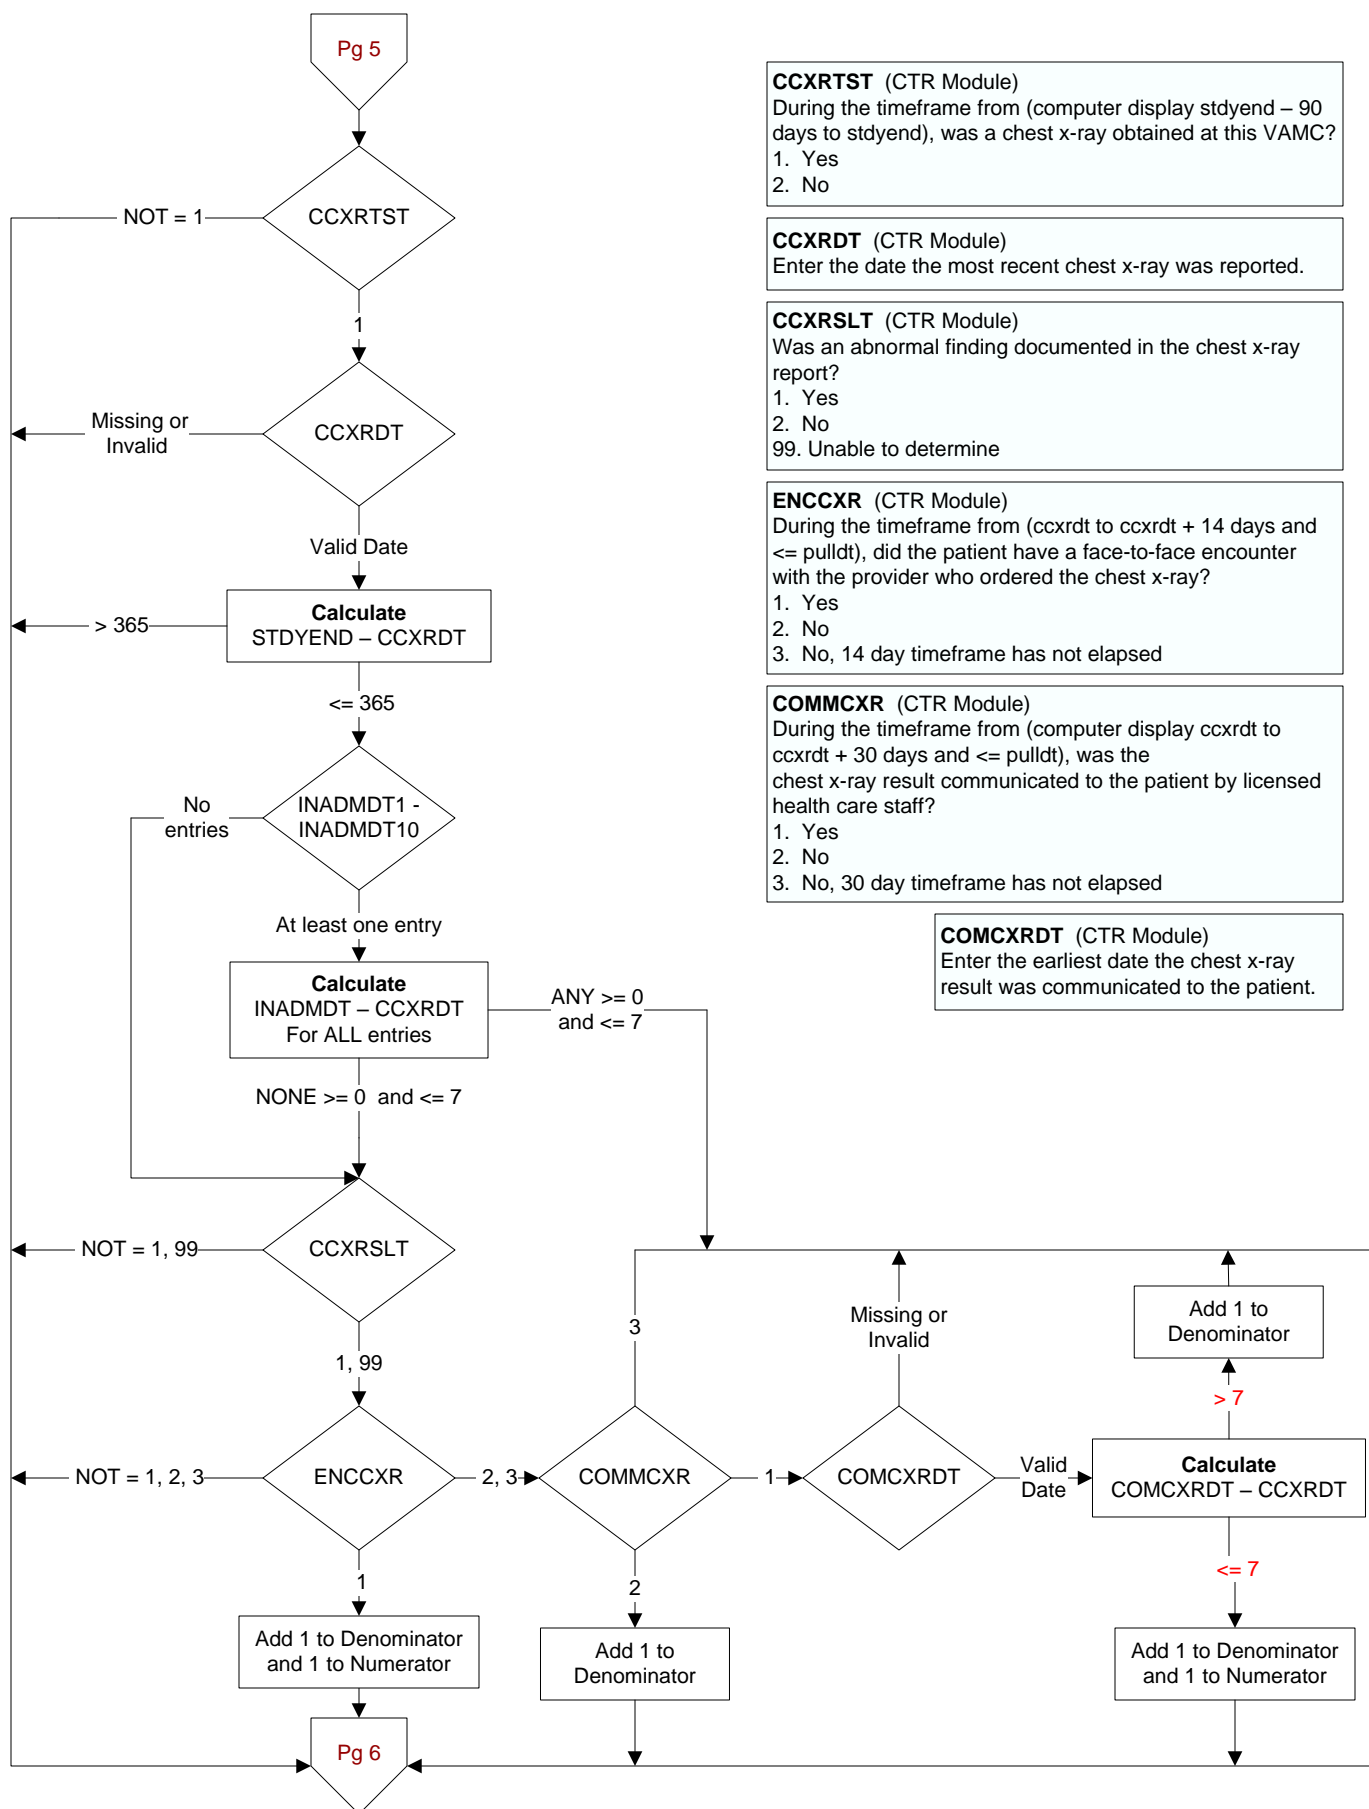 Pg 5
CCXRTST (CTR Module)
During the timeframe from (computer display stdyend – 90
days to stdyend), was a chest x-ray obtained at this VAMC?
1. Yes
2. No
NOT = 1
CCXRTST
1
CCXRDT (CTR Module)
Enter the date the most recent chest x-ray was reported.
CCXRSLT (CTR Module)
Was an abnormal finding documented in the chest x-ray
report?
1. Yes
2. No
99. Unable to determine
Missing or
Invalid
CCXRDT
Valid Date
ENCCXR (CTR Module)
During the timeframe from (ccxrdt to ccxrdt + 14 days and
<= pulldt), did the patient have a face-to-face encounter
with the provider who ordered the chest x-ray?
1. Yes
2. No
3. No, 14 day timeframe has not elapsed
> 365
Calculate
STDYEND – CCXRDT
<= 365
COMMCXR (CTR Module)
During the timeframe from (computer display ccxrdt to
ccxrdt + 30 days and <= pulldt), was the
chest x-ray result communicated to the patient by licensed
health care staff?
1. Yes
2. No
3. No, 30 day timeframe has not elapsed
No
entries
INADMDT1 -
INADMDT10
At least one entry
COMCXRDT (CTR Module)
Enter the earliest date the chest x-ray
result was communicated to the patient.
Calculate
INADMDT – CCXRDT
For ALL entries
ANY >= 0
and <= 7
NONE >= 0 and <= 7
NOT = 1, 99
CCXRSLT
1, 99
3
Missing or
Invalid
Add 1 to
Denominator
> 7
NOT = 1, 2, 3
ENCCXR
2, 3
COMMCXR
1
COMCXRDT
Valid
Date
Calculate
COMCXRDT – CCXRDT
1
2
<= 7
Add 1 to Denominator
and 1 to Numerator
Add 1 to
Denominator
Add 1 to Denominator
and 1 to Numerator
Pg 6